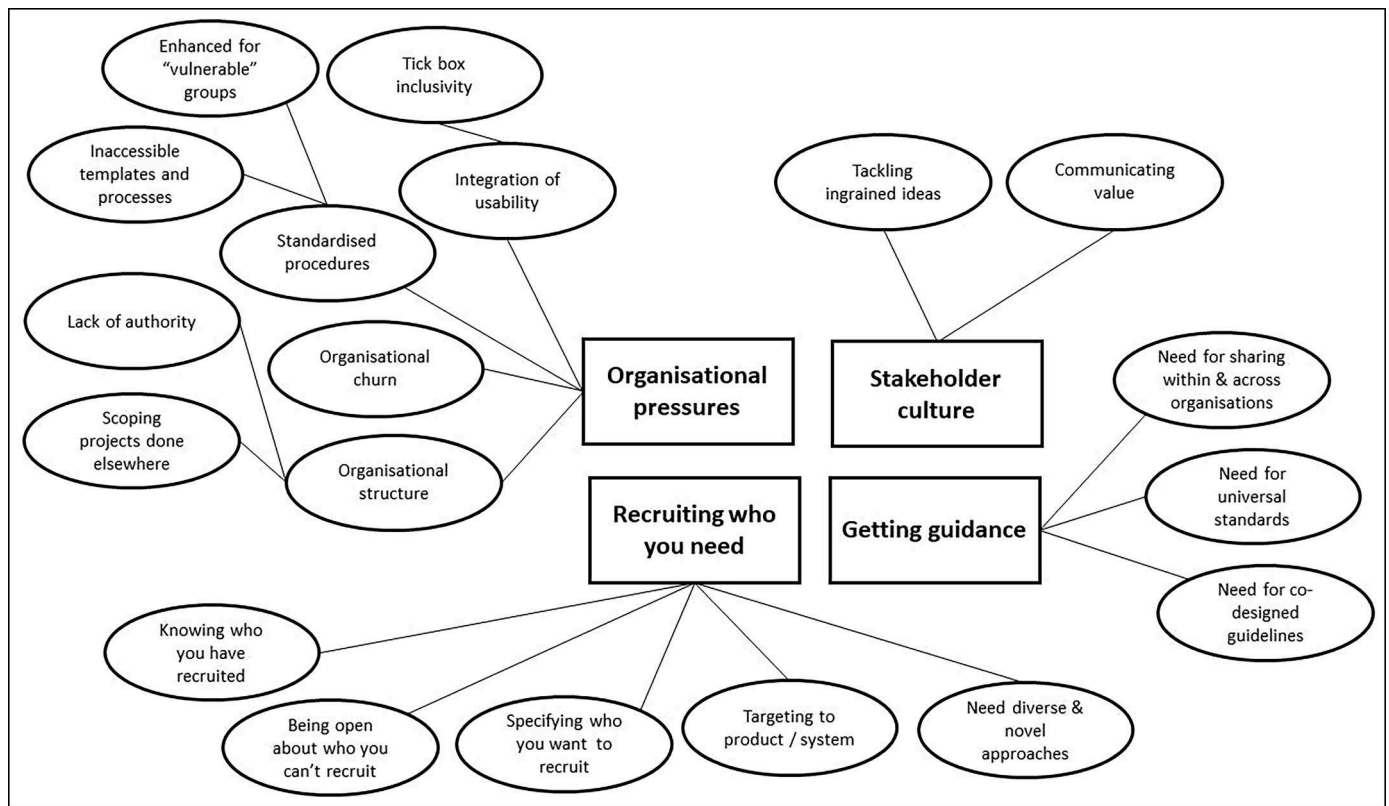 Enhanced for
“vulnerable”
groups
Tick box
inclusivity
Inaccessible
templates and
processes
Integration of
usability
Tackling
ingrained ideas
Communicating
value
Standardised
procedures
Lack of authority
Organisational
churn
Organisational
pressures
Stakeholder
culture
Need for sharing
within & across
organisations
Scoping
projects done
elsewhere
Organisational
structure
Recruiting who
you need
Getting guidance
Need for
universal
standards
Need for co-
designed
guidelines
Knowing who
you have
recruited
Being open
about who you
can’t recruit
Specifying who
you want to
recruit
Targeting to
product / system
Need diverse &
novel
approaches